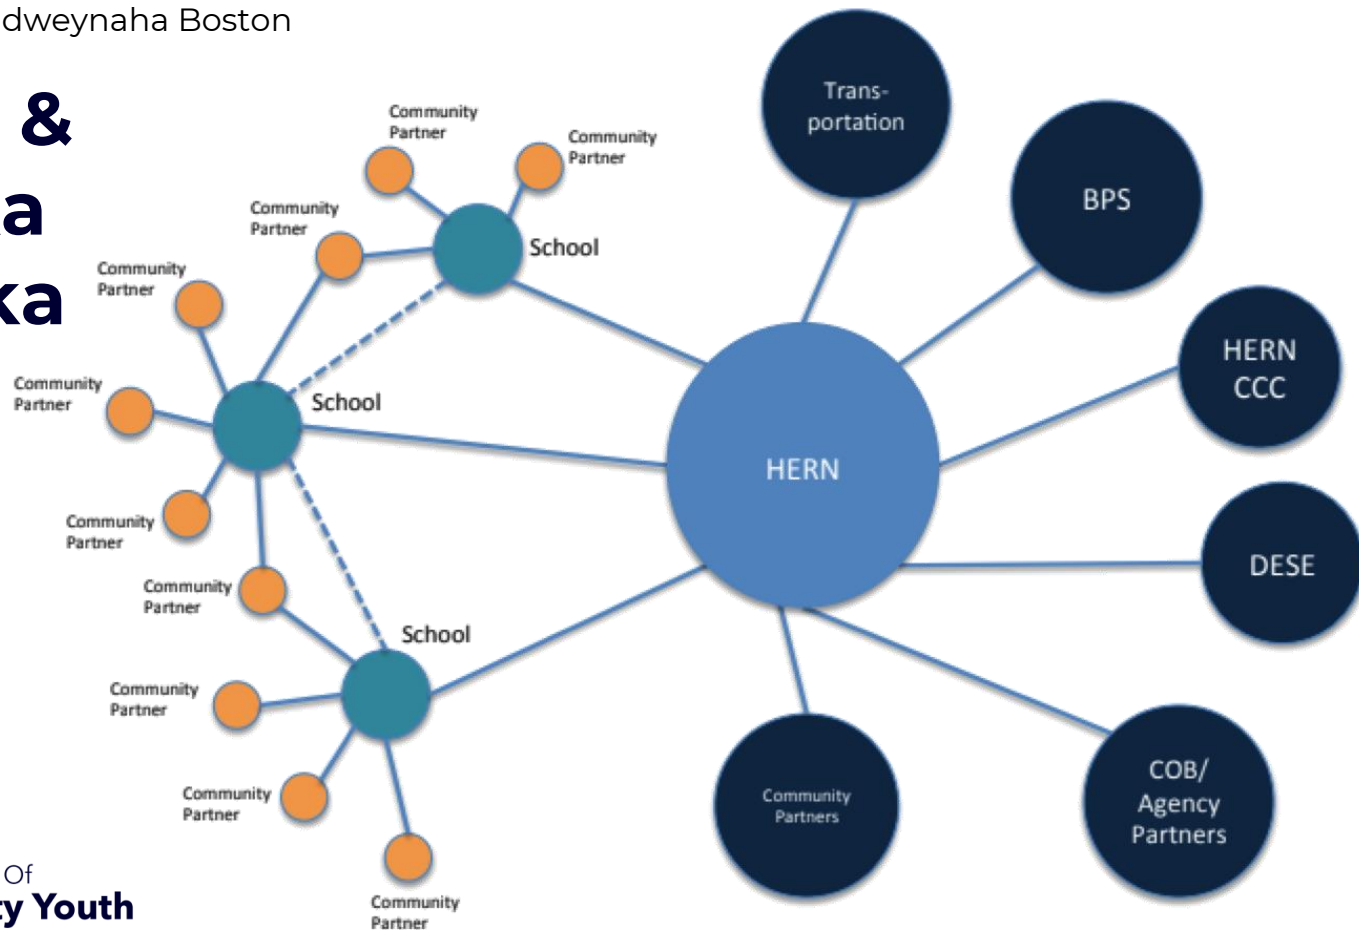 dweynaha Boston
&
a
ka
Community
Partner
Community
Partner
Community
Partner
School
Community
Partner
Community
Partner
School
Community
Partner
Community
Partner
School
Community
Partner
Community
Partner
Community
Partner
Trans-
portation
BPS
HERN
CCC
HERN
DESE
COB/
Agency
Partners
Community
Partners
Of
ty Youth